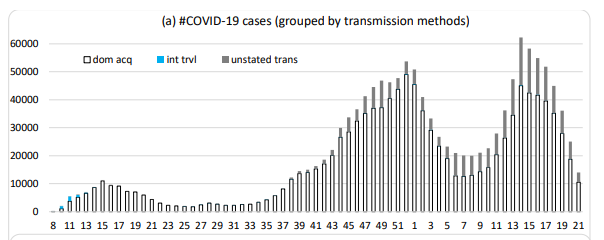 (a) #COVID-19 cases (grouped by transmission methods)
60000
dom acq int trvl unstated trans
50000
40000
30000
20000
10000
0
8 11 13 15 17 19 21 23 25 27 29 31 33 35 37 39 41 43 45 47 49 51 1 3 5 7 9 11 13 15 17 19 21